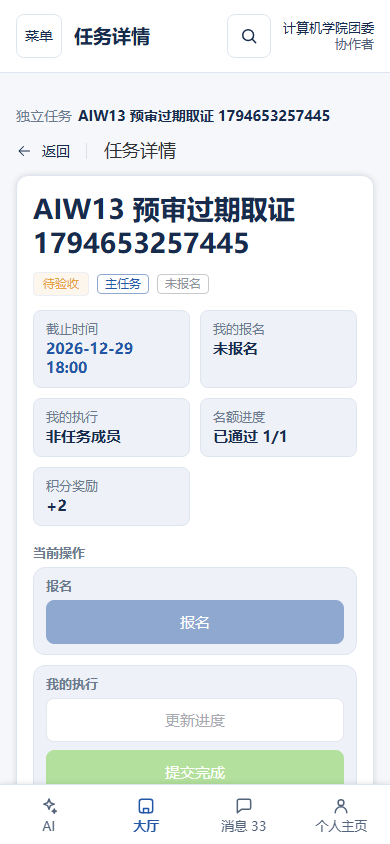 菜单
任务详情
计算机学院团委
协作者
独立任务 AIW13 预审过期取证 1794653257445
返回
任务详情
AIW13 预审过期取证
1794653257445
待验收 主任务 未报名
截止时间
2026-12-29
18:00
我的报名
未报名
我的执行
非任务成员
名额进度
已通过 1/1
积分奖励
+2
当前操作
报名
报名
我的执行
更新进度
提交完成
AI
大厅
消息 33
个人主页